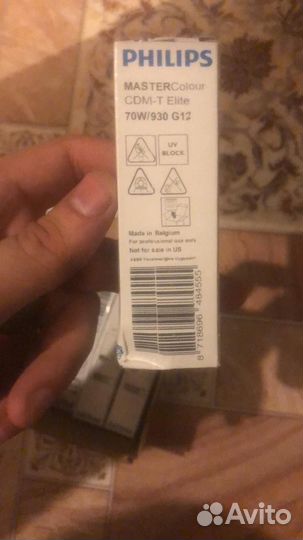 PHILIPS
MASTERColour
CDM-T Elite
70W/930 G12
UV
BLOCK
Made in Belgium
For professional use only
Not for sale in US
8 718696 484555
Avito